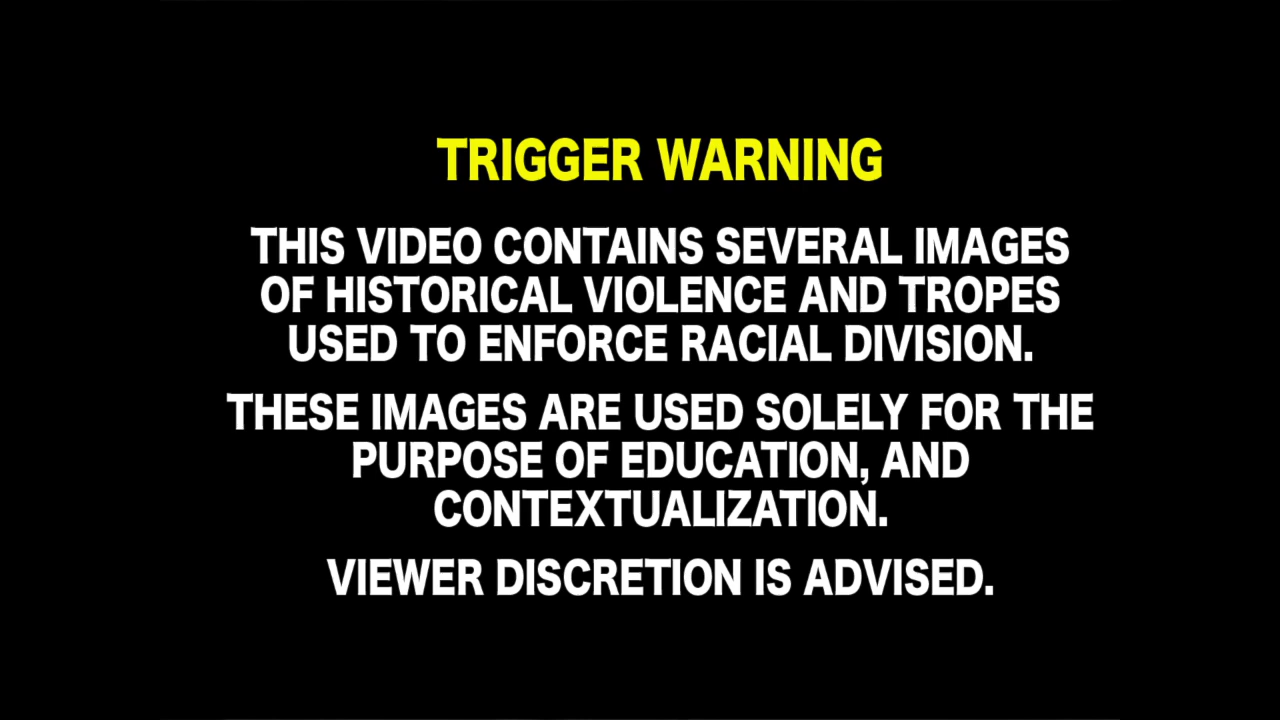 TRIGGER WARNING
THIS VIDEO CONTAINS SEVERAL IMAGES
OF HISTORICAL VIOLENCE AND TROPES
USED TO ENFORCE RACIAL DIVISION.
THESE IMAGES ARE USED SOLELY FOR THE
PURPOSE OF EDUCATION, AND
CONTEXTUALIZATION.
VIEWER DISCRETION IS ADVISED.